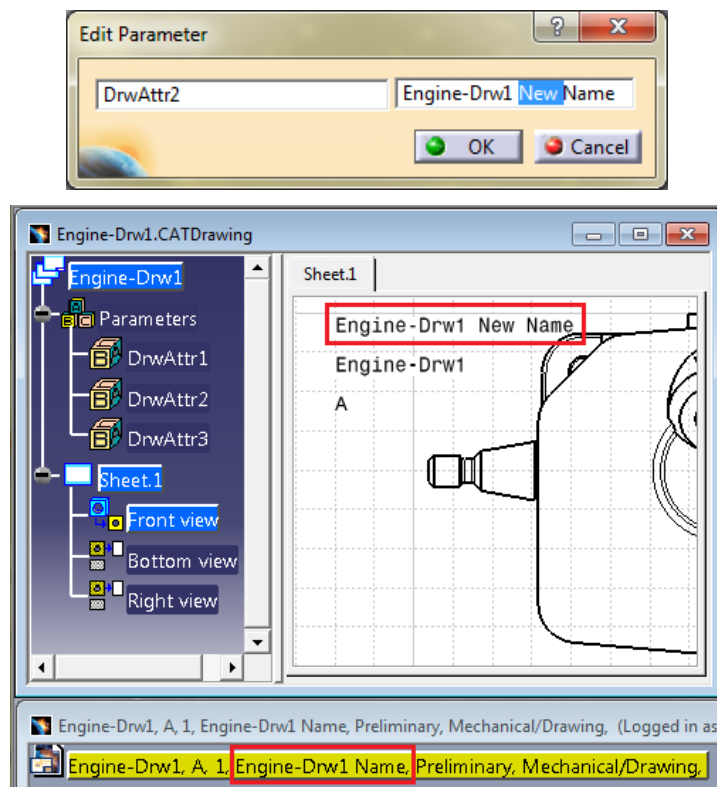 Edit Parameter
DrwAttr2 Engine-Drw1 New Name
OK Cancel
Engine-Drw1.CATDrawing
Engine-Drw1
Parameters
DrwAttr1
DrwAttr2
DrwAttr3
Sheet.1
Front view
Bottom view
Right view
Sheet.1
Engine-Drw1 New Name
Engine-Drw1
A
Engine-Drw1, A, 1, Engine-Drw1 Name, Preliminary, Mechanical/Drawing, (Logged in as
Engine-Drw1, A, 1, Engine-Drw1 Name, Preliminary, Mechanical/Drawing,